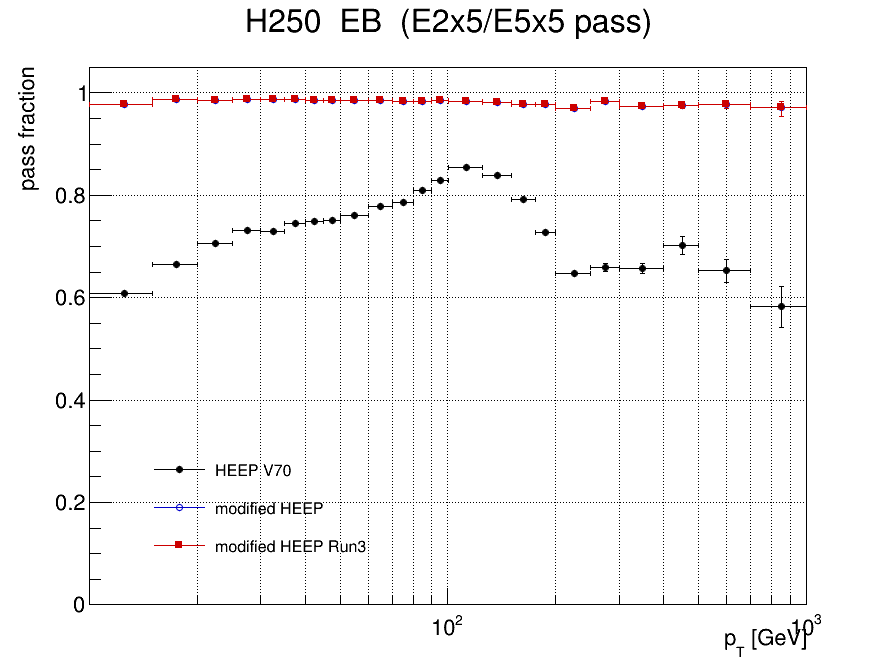 H250 EB (E2x5/E5x5 pass)
pass fraction
1
0.8
0.6
0.4
0.2
0
HEEP V70
modified HEEP
modified HEEP Run3
10²
10³
p_T [GeV]